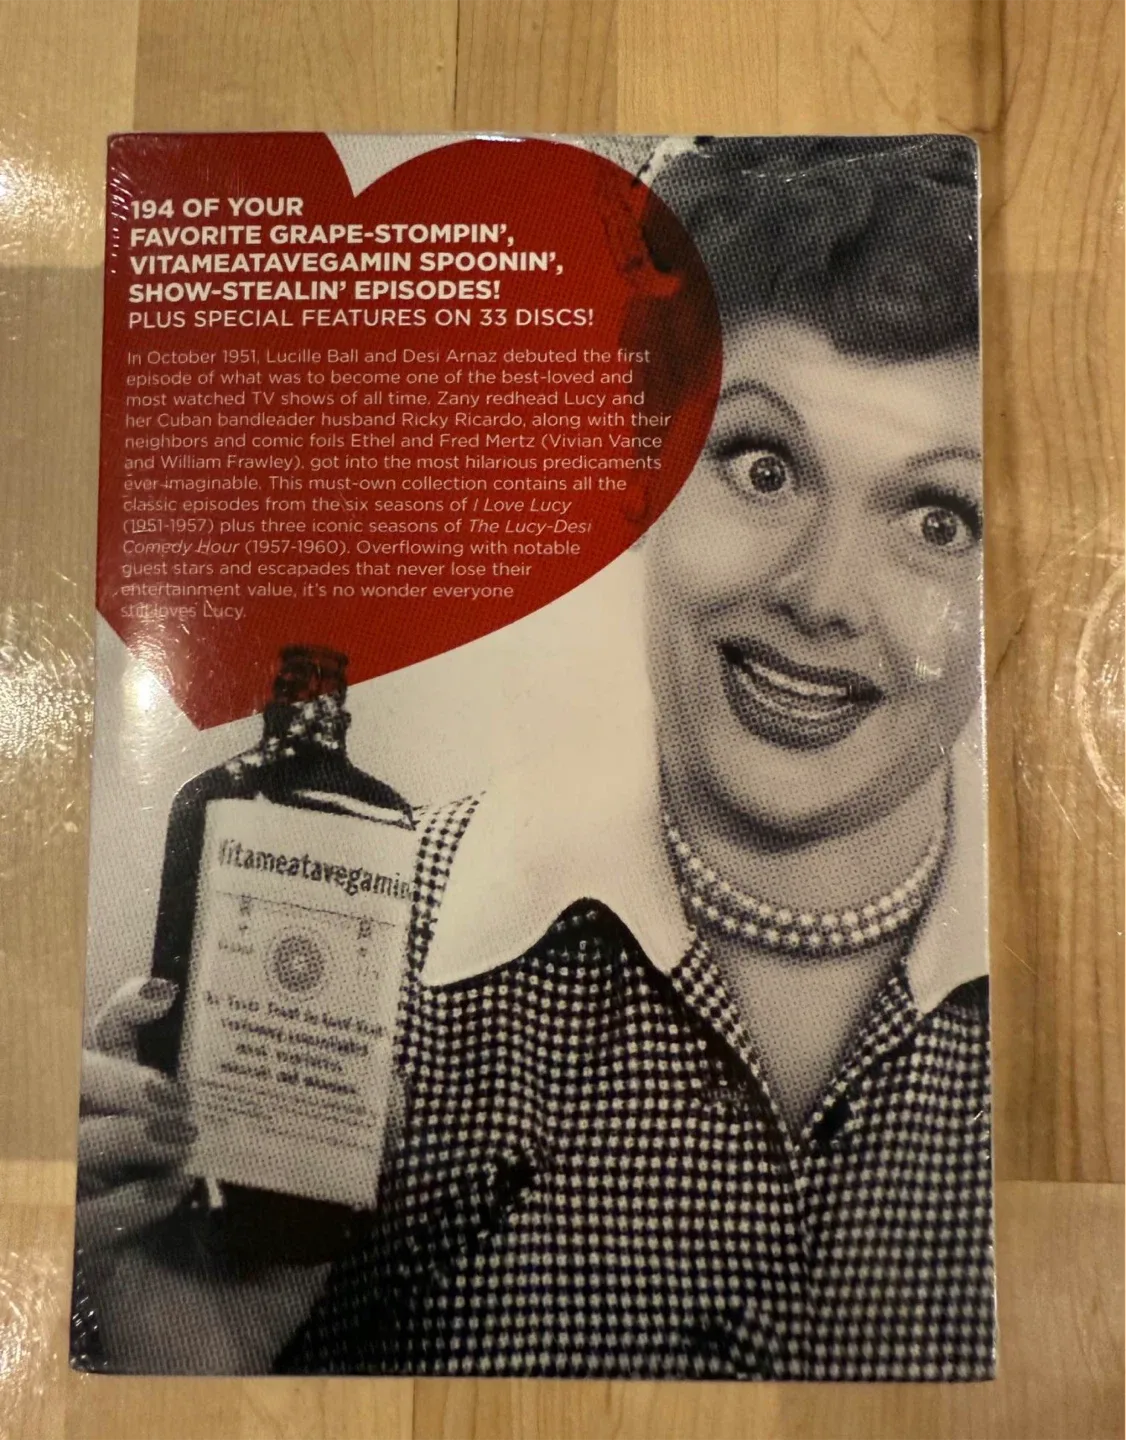 194 OF YOUR
FAVORITE GRAPE-STOMPIN’,
VITAMEATAVEGAMIN SPOONIN’,
SHOW-STEALIN’ EPISODES!
PLUS SPECIAL FEATURES ON 33 DISCS!
In October 1951, Lucille Ball and Desi Arnaz debuted the first
episode of what was to become one of the best-loved and
most watched TV shows of all time. Zany redhead Lucy and
her Cuban bandleader husband Ricky Ricardo, along with their
neighbors and comic foils Ethel and Fred Mertz (Vivian Vance
and William Frawley), got into the most hilarious predicaments
ever imaginable. This must-own collection contains all the
classic episodes from the six seasons of I Love Lucy
(1951-1957) plus three iconic seasons of The Lucy-Desi
Comedy Hour (1957-1960). Overflowing with notable
guest stars and escapades that never lose their
entertainment value, it’s no wonder everyone
still loves Lucy.
Vitameatavegamin